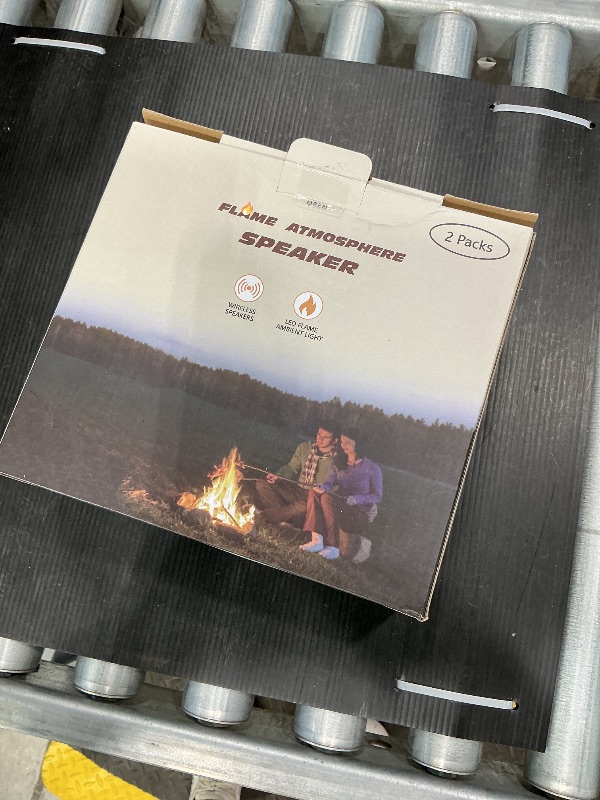 OPEN
FLAME ATMOSPHERE
SPEAKER
2 Packs
WIRELESS
SPEAKERS
LED FLAME
AMBIENT LIGHT